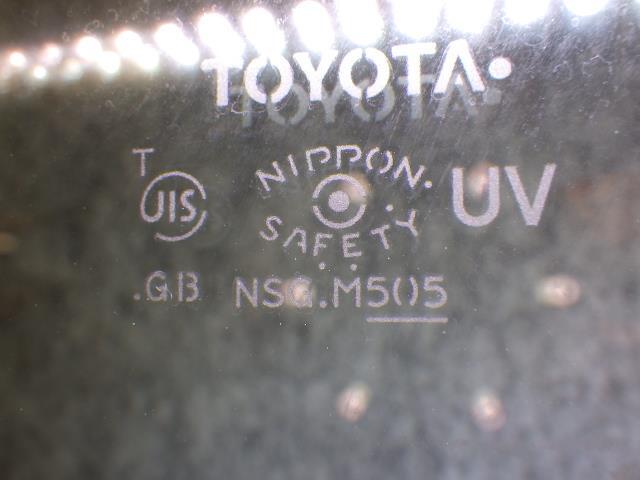 TOYOTA.
T
JIS
NIPPON.
SAFETY
UV
.GB NSG.M505